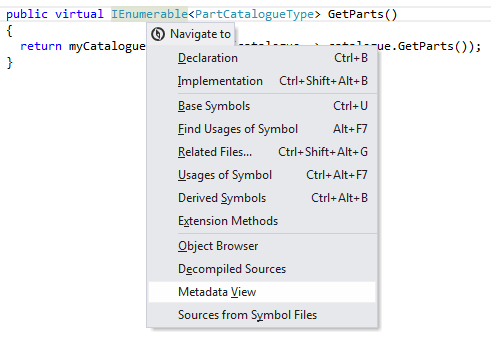 public virtual IEnumerable<PartCatalogueType> GetParts()
{
return myCatalogue catalogue.GetParts());
}
Navigate to
Declaration Ctrl+B
Implementation Ctrl+Shift+Alt+B
Base Symbols Ctrl+U
Find Usages of Symbol Alt+F7
Related Files... Ctrl+Shift+Alt+G
Usages of Symbol Ctrl+Alt+F7
Derived Symbols Ctrl+Alt+B
Extension Methods
Object Browser
Decompiled Sources
Metadata View
Sources from Symbol Files